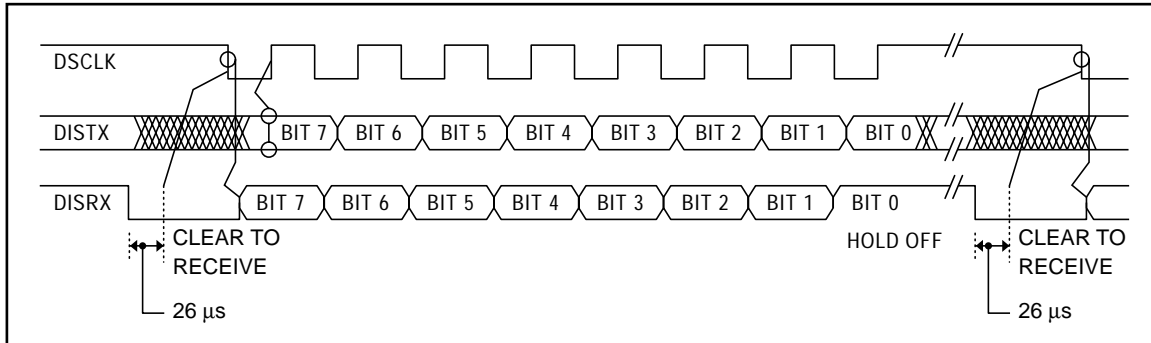 DSCLK
DISTX BIT 7 BIT 6 BIT 5 BIT 4 BIT 3 BIT 2 BIT 1 BIT 0
DISRX BIT 7 BIT 6 BIT 5 BIT 4 BIT 3 BIT 2 BIT 1 BIT 0
HOLD OFF
CLEAR TO
RECEIVE
26 µs
CLEAR TO
RECEIVE
26 µs